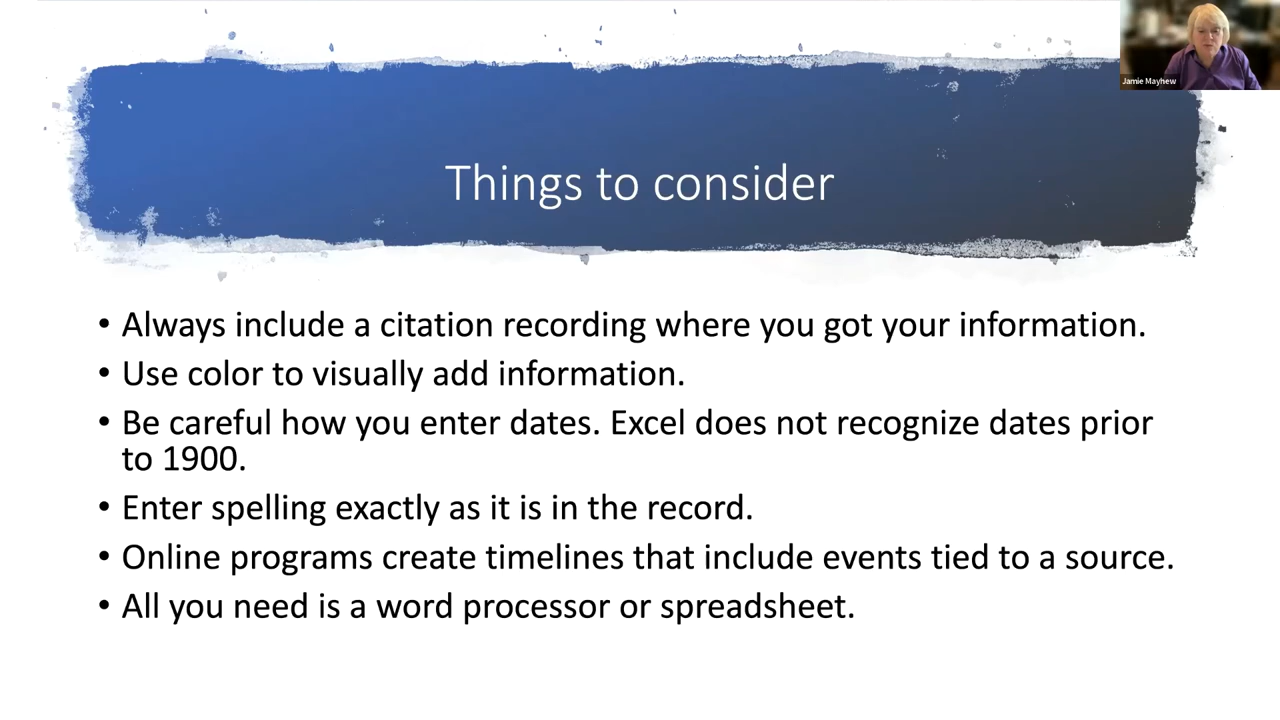 Jamie Mayhew
Things to consider
• Always include a citation recording where you got your information.
• Use color to visually add information.
• Be careful how you enter dates. Excel does not recognize dates prior
to 1900.
• Enter spelling exactly as it is in the record.
• Online programs create timelines that include events tied to a source.
• All you need is a word processor or spreadsheet.